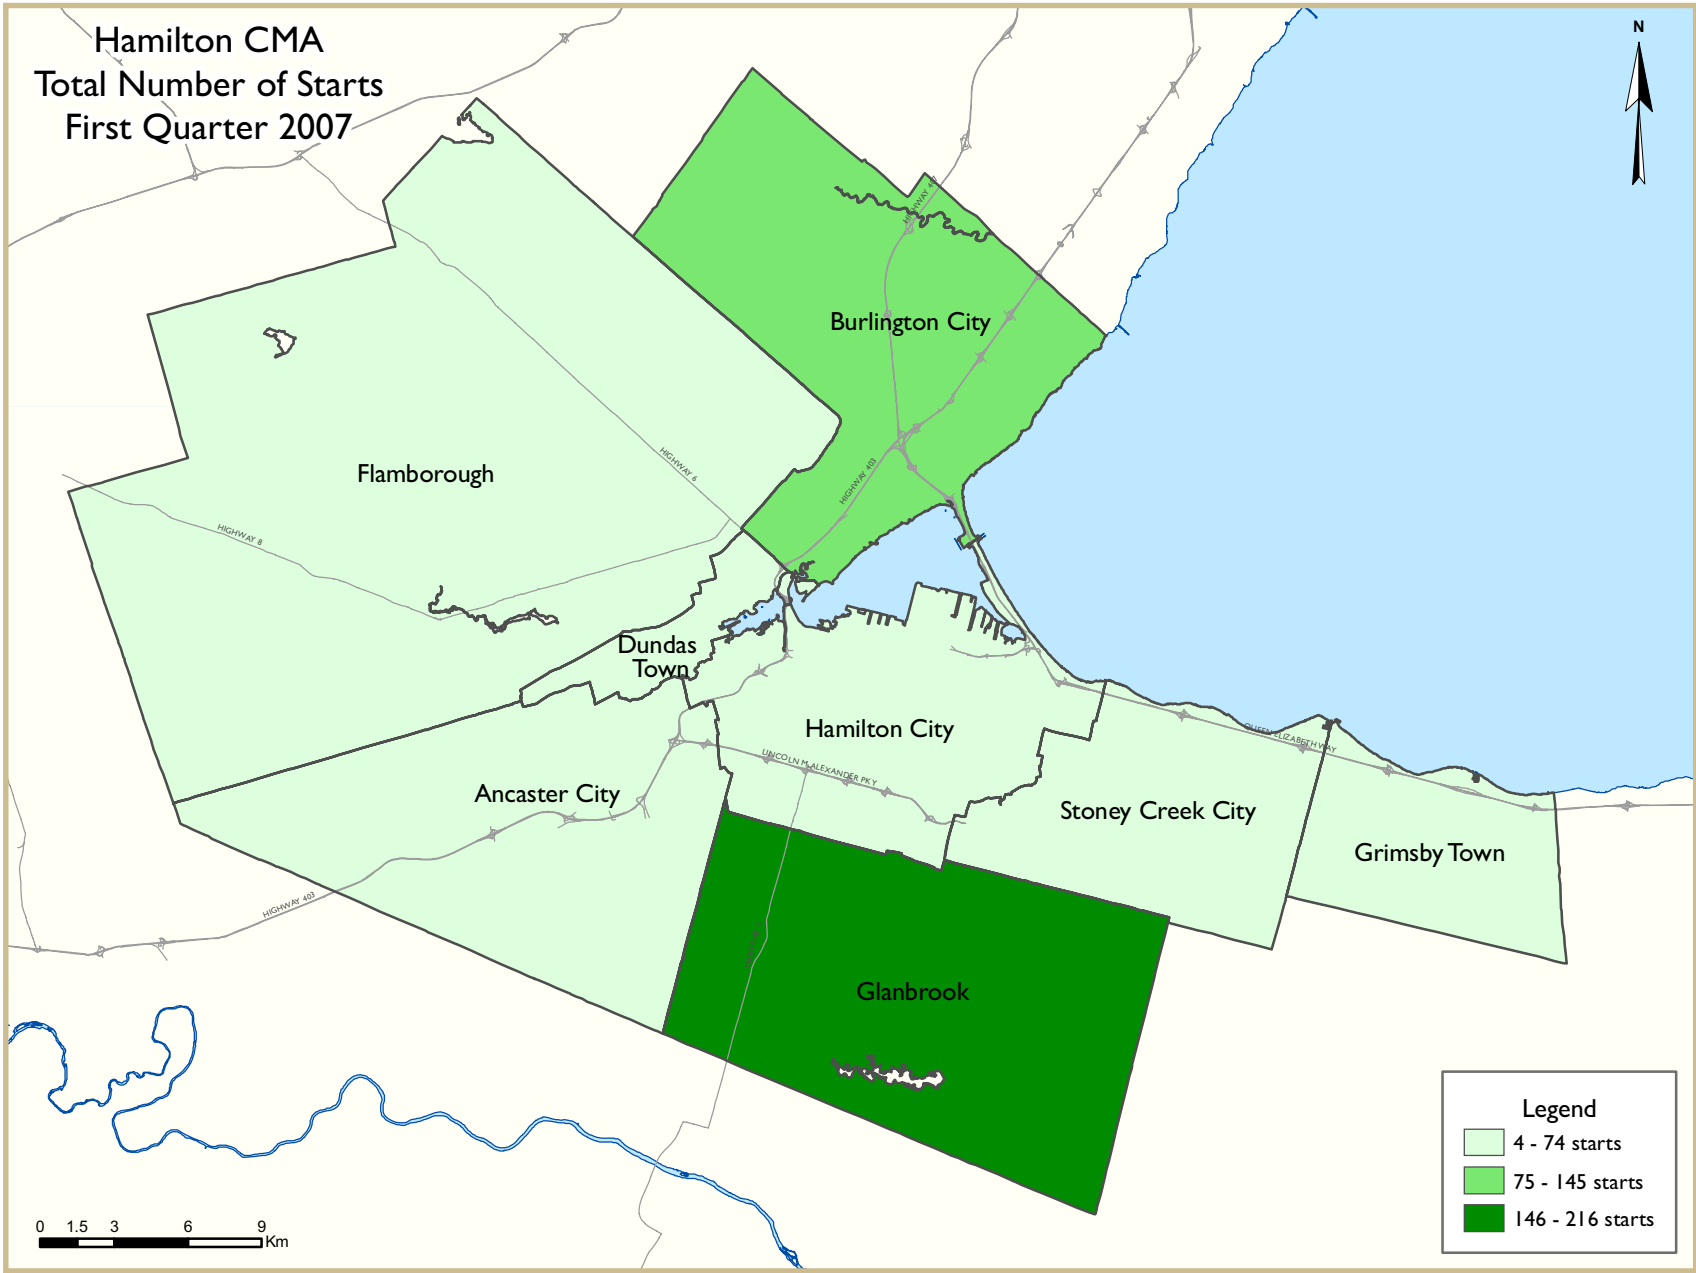 Hamilton CMA
Total Number of Starts
First Quarter 2007
N
HIGHWAY 407
Burlington City
Flamborough
HIGHWAY 6
HIGHWAY 403
HIGHWAY 8
Dundas
Town
Hamilton City
QUEEN ELIZABETH WAY
LINCOLN M. ALEXANDER PKY
Ancaster City
Stoney Creek City
Grimsby Town
HIGHWAY 403
Glanbrook
Legend
4 - 74 starts
75 - 145 starts
146 - 216 starts
0 1.5 3 6 9
Km